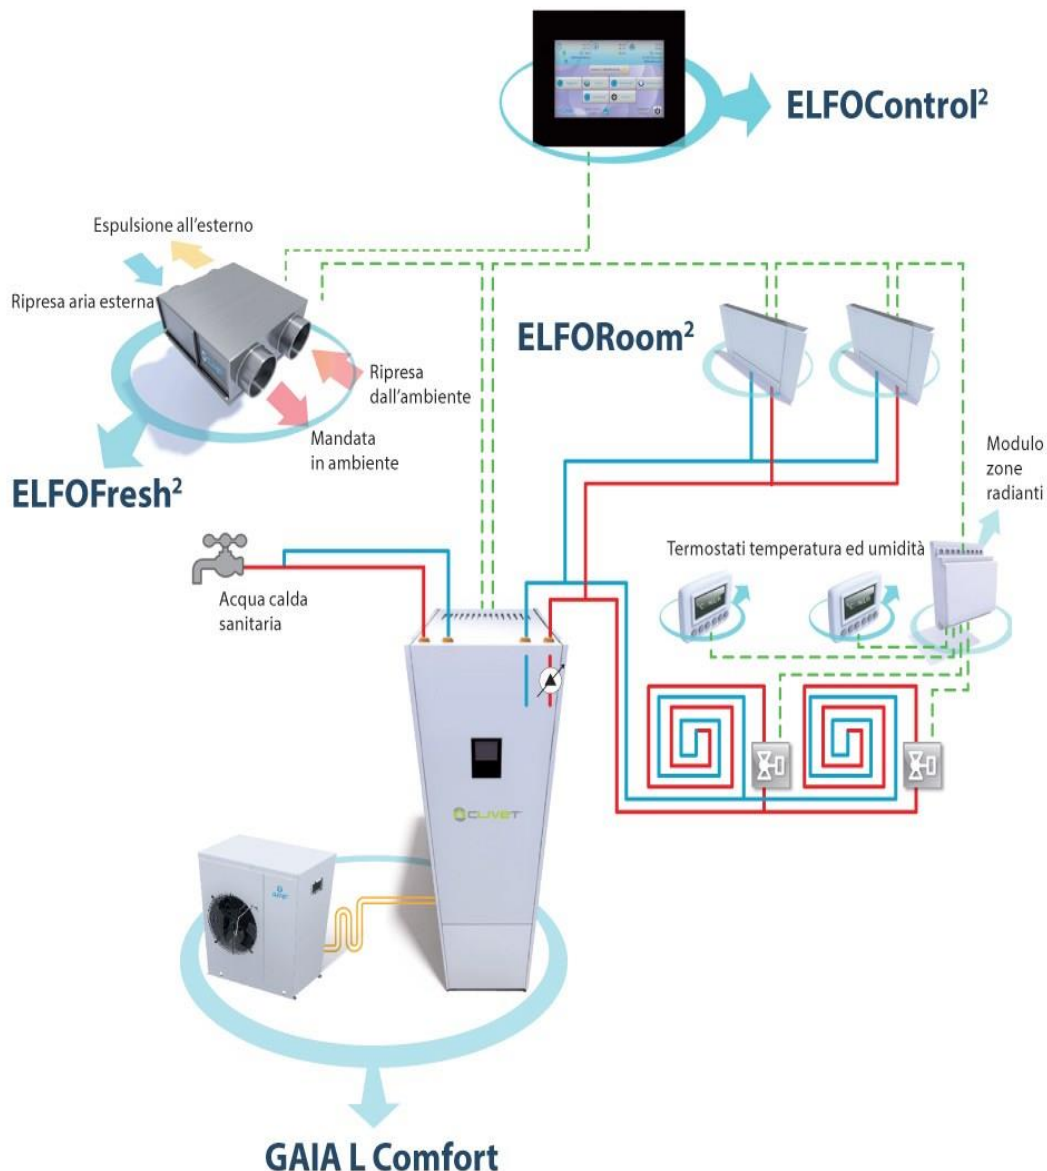 ELFOControl²
Espulsione all'esterno
Ripresa aria esterna
ELFORoom²
Ripresa
dall'ambiente
Mandata
in ambiente
Modulo
zone
radianti
ELFOFresh²
Termostati temperatura ed umidità
Acqua calda
sanitaria
CLIVET
GAIA L Comfort